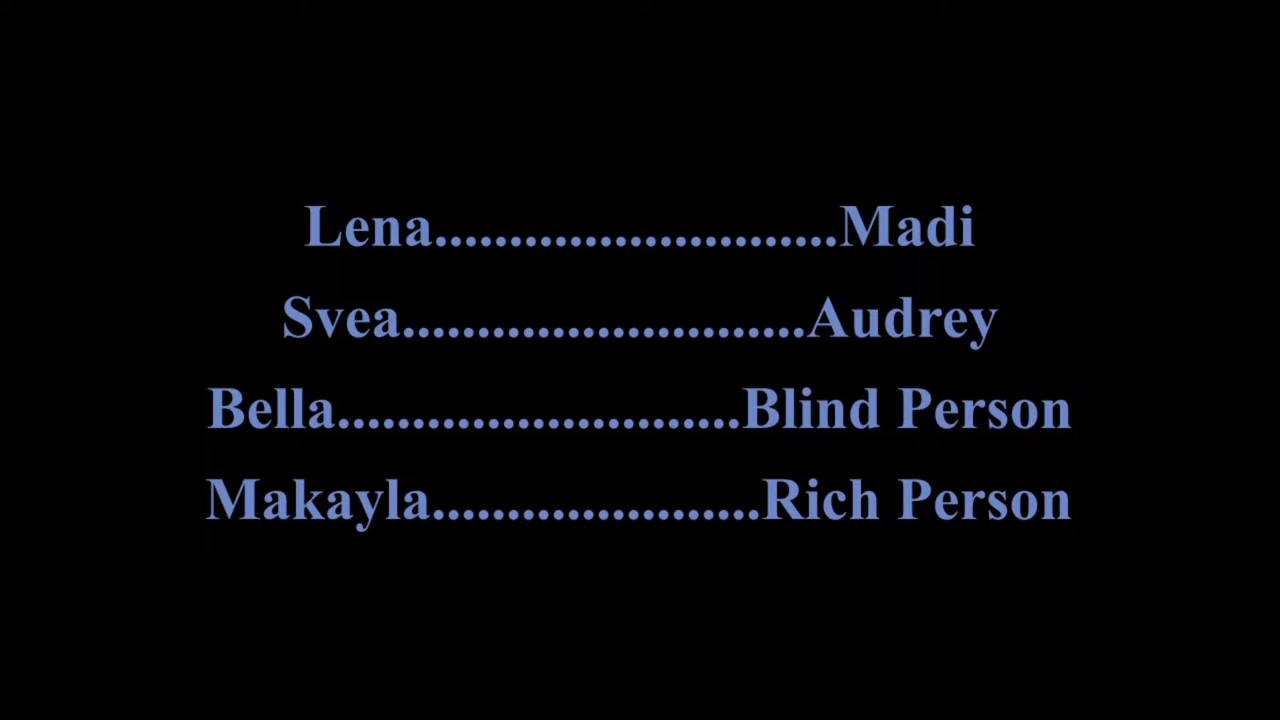 Lena...........................Madi
Svea...........................Audrey
Bella...........................Blind Person
Makayla......................Rich Person